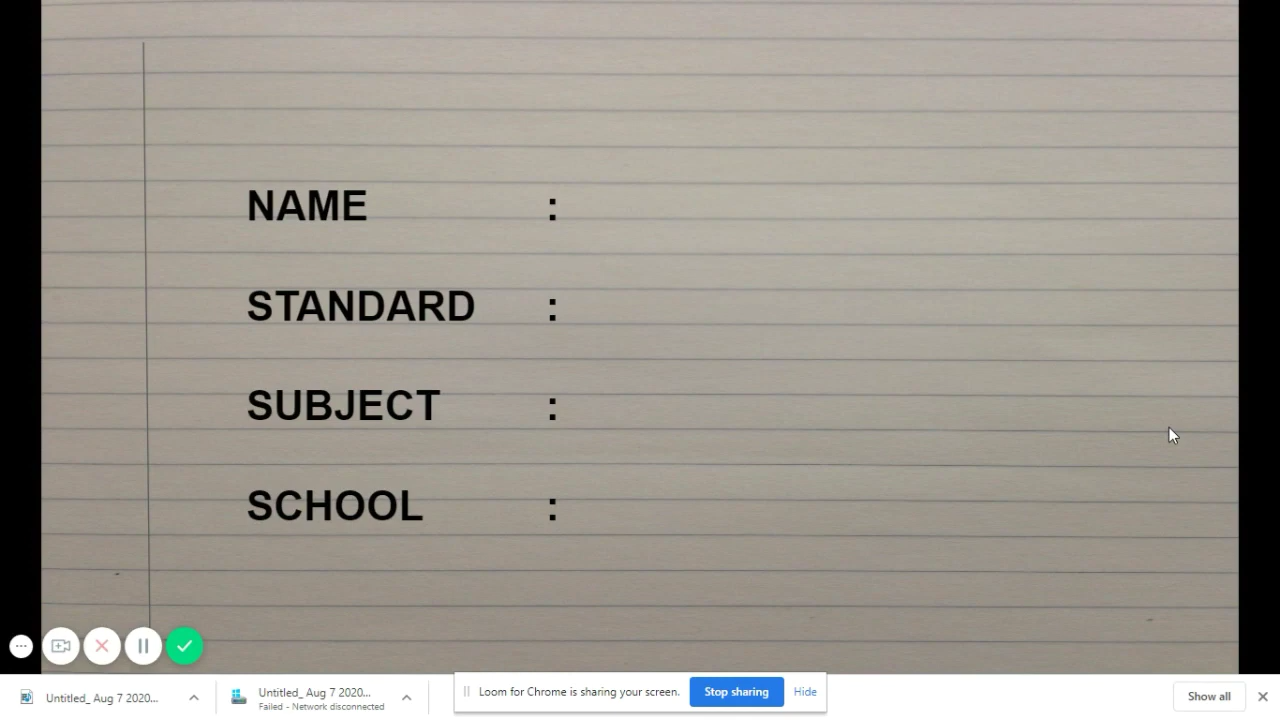 NAME :
STANDARD :
SUBJECT :
SCHOOL :
Untitled_ Aug 7 2020...
Untitled_ Aug 7 2020...
Failed - Network disconnected
Loom for Chrome is sharing your screen.
Stop sharing
Hide
Show all